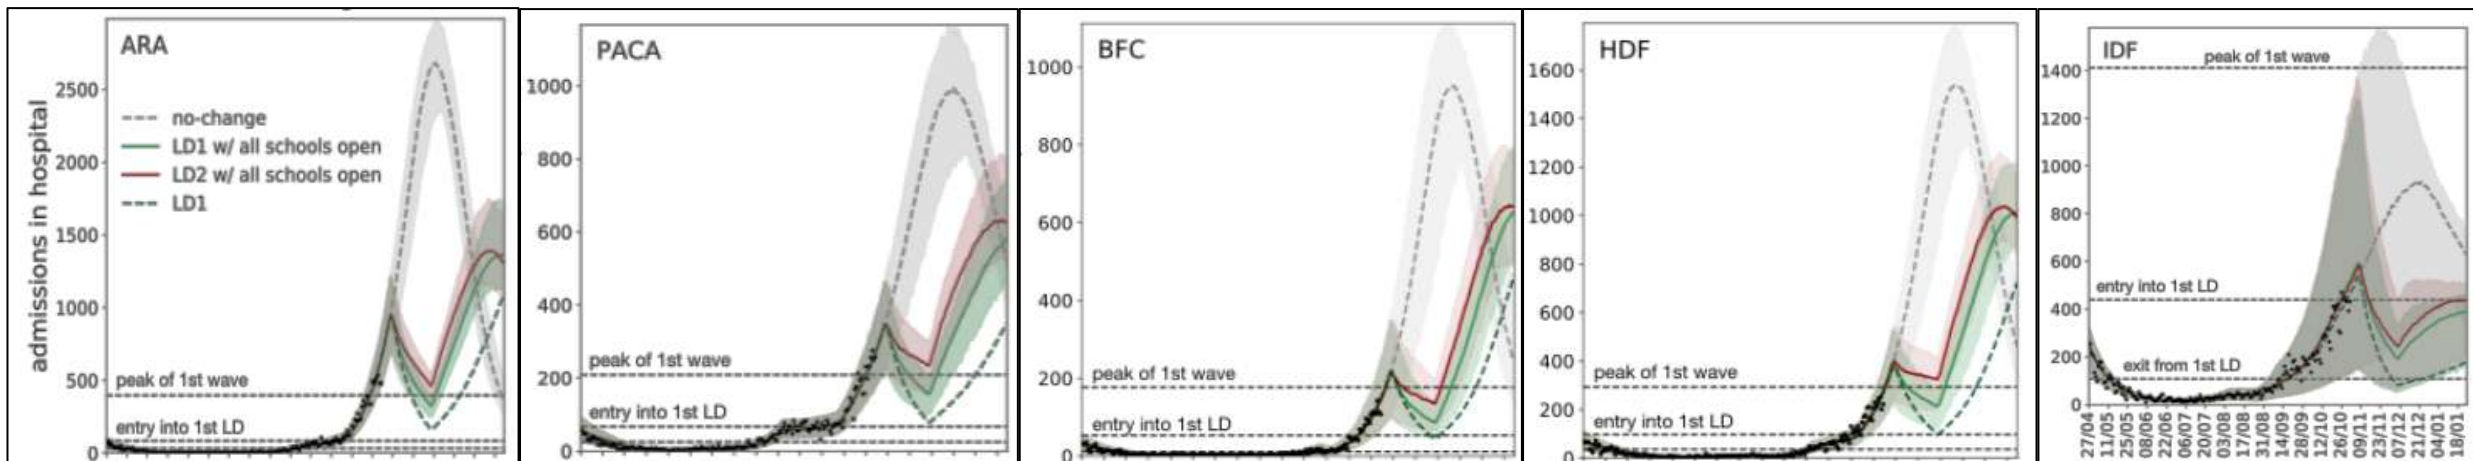 ARA
admissions in hospital
2500
2000
1500
1000
500
0
no-change
LD1 w/ all schools open
LD2 w/ all schools open
LD1
peak of 1st wave
entry into 1st LD
PACA
1000
800
600
400
200
0
peak of 1st wave
entry into 1st LD
BFC
1000
800
600
400
200
0
peak of 1st wave
entry into 1st LD
HDF
1600
1400
1200
1000
800
600
400
200
0
peak of 1st wave
entry into 1st LD
IDF
1400
1200
1000
800
600
400
200
0
peak of 1st wave
entry into 1st LD
exit from 1st LD
27/04
11/05
25/05
08/06
22/06
06/07
20/07
03/08
17/08
31/08
14/09
28/09
12/10
26/10
09/11
23/11
07/12
21/12
04/01
18/01